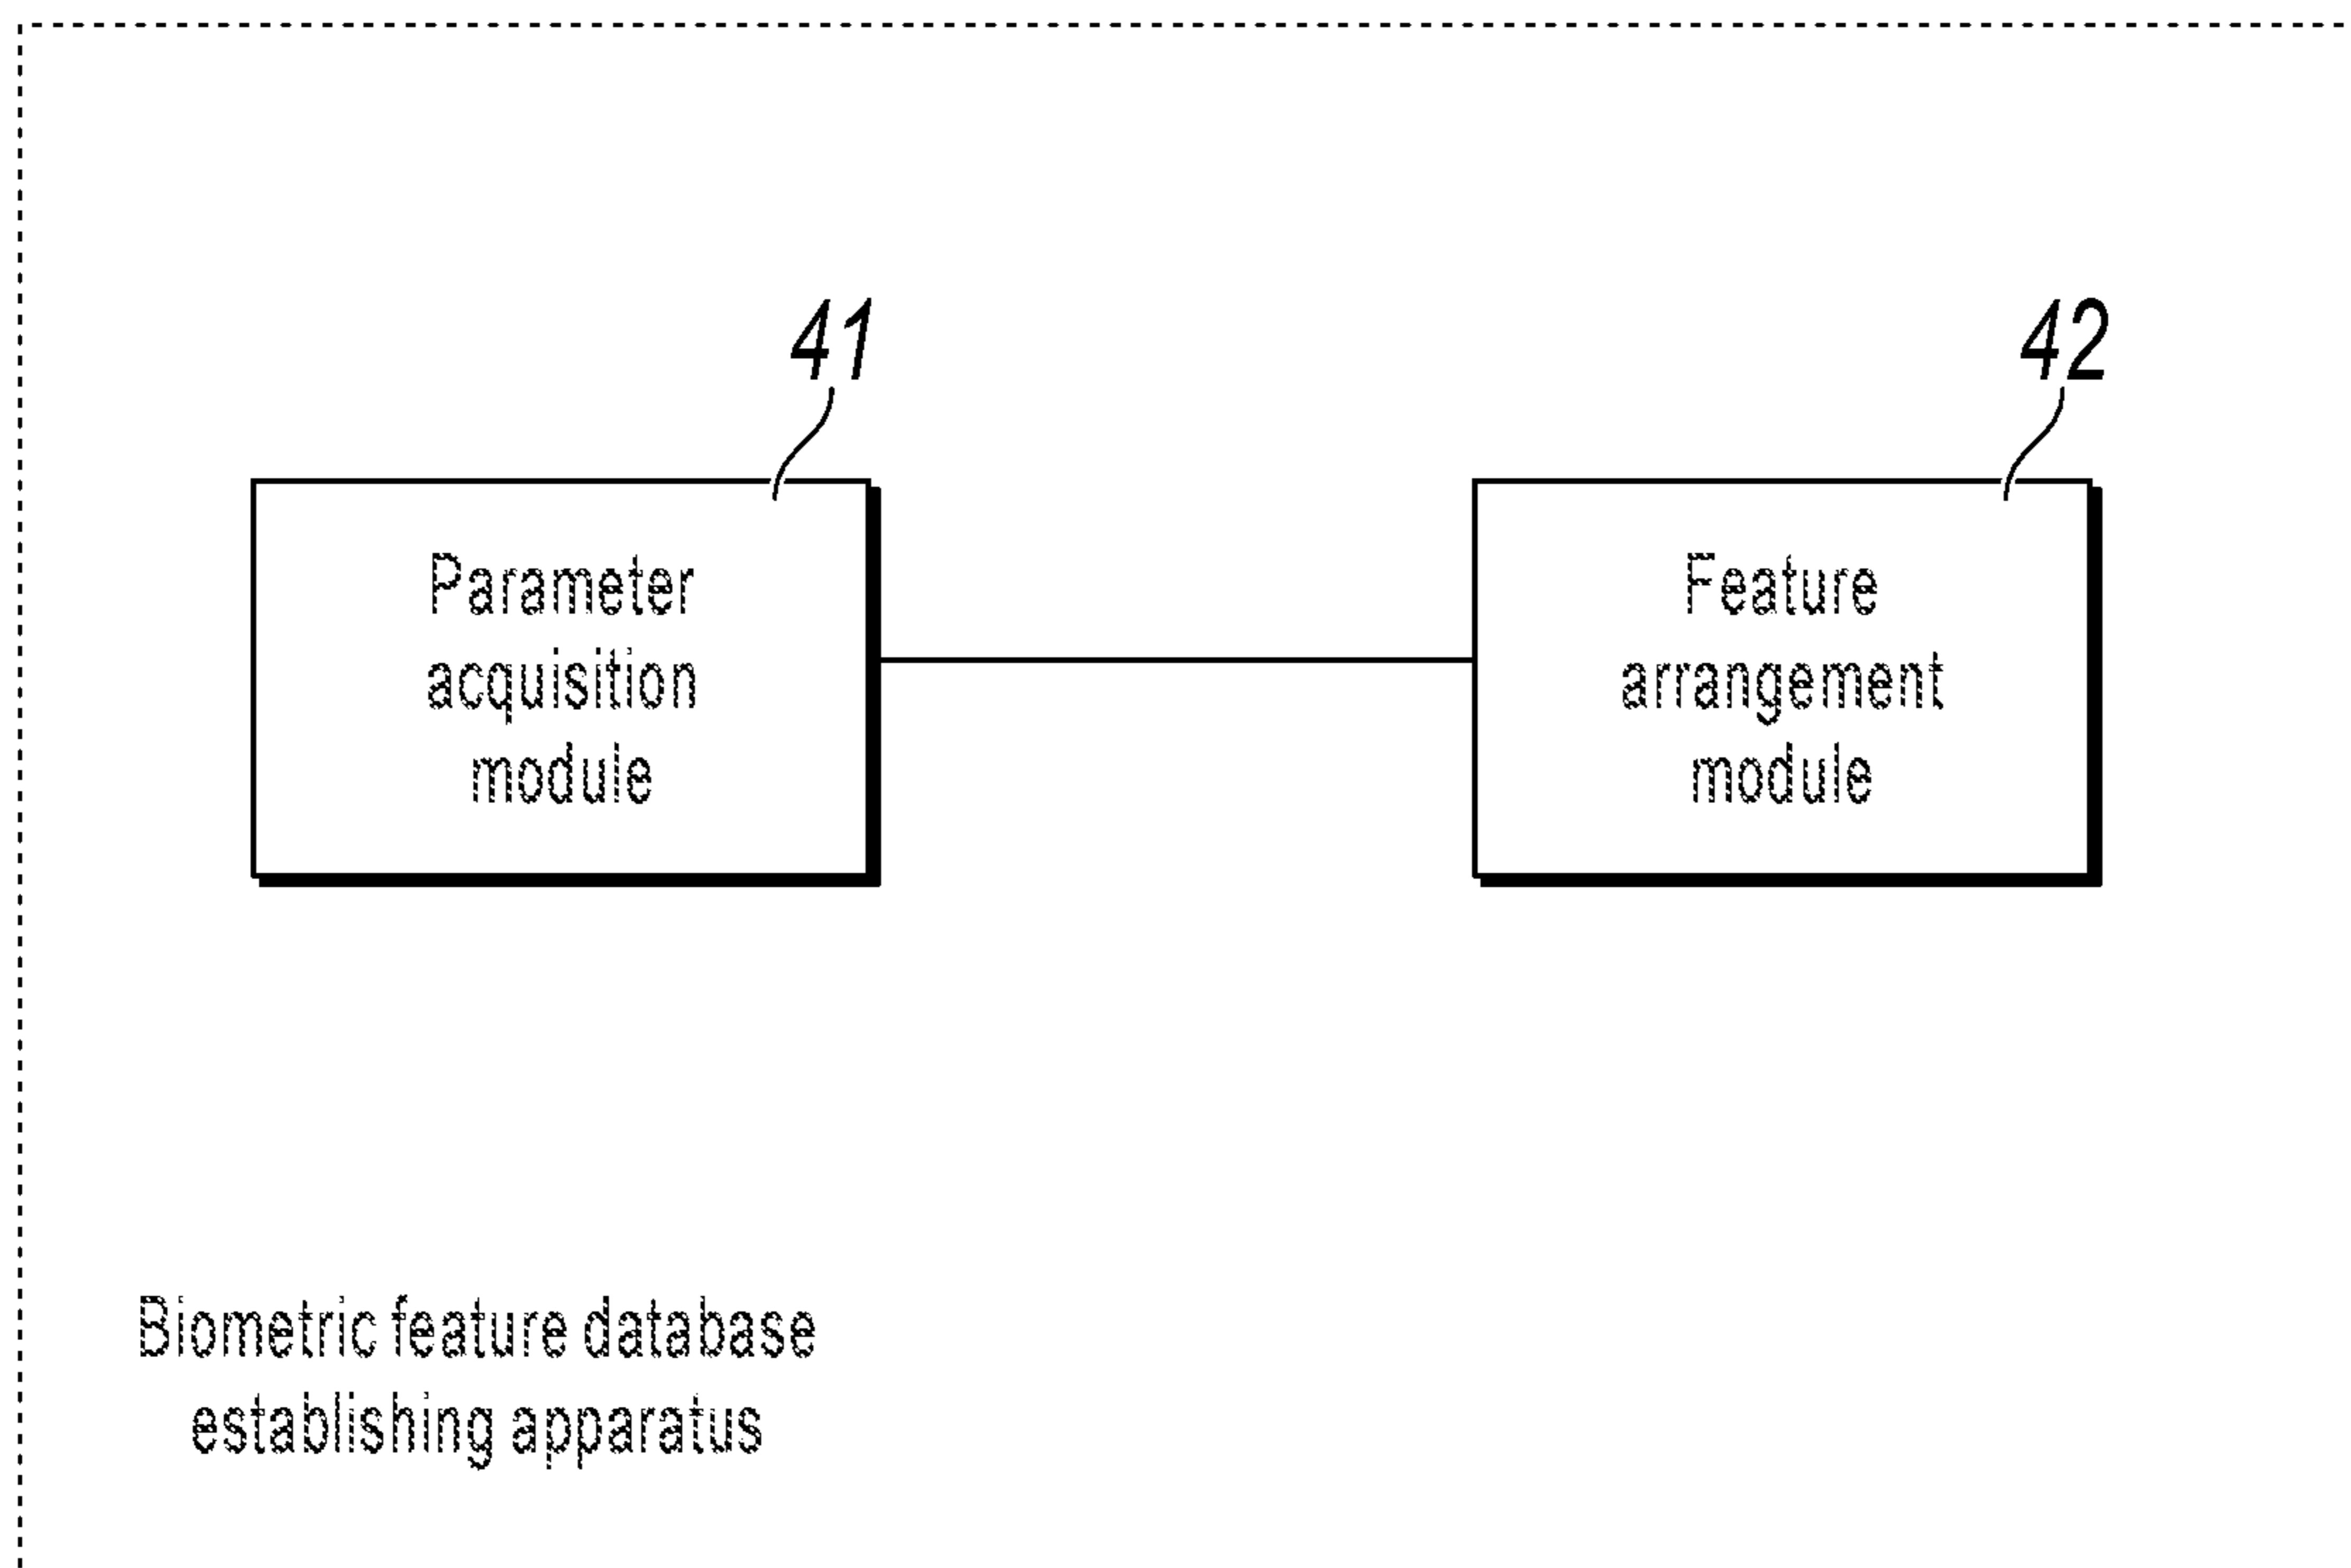 41
42
Parameter
acquisition
module
Feature
arrangement
module
Biometric feature database
establishing apparatus